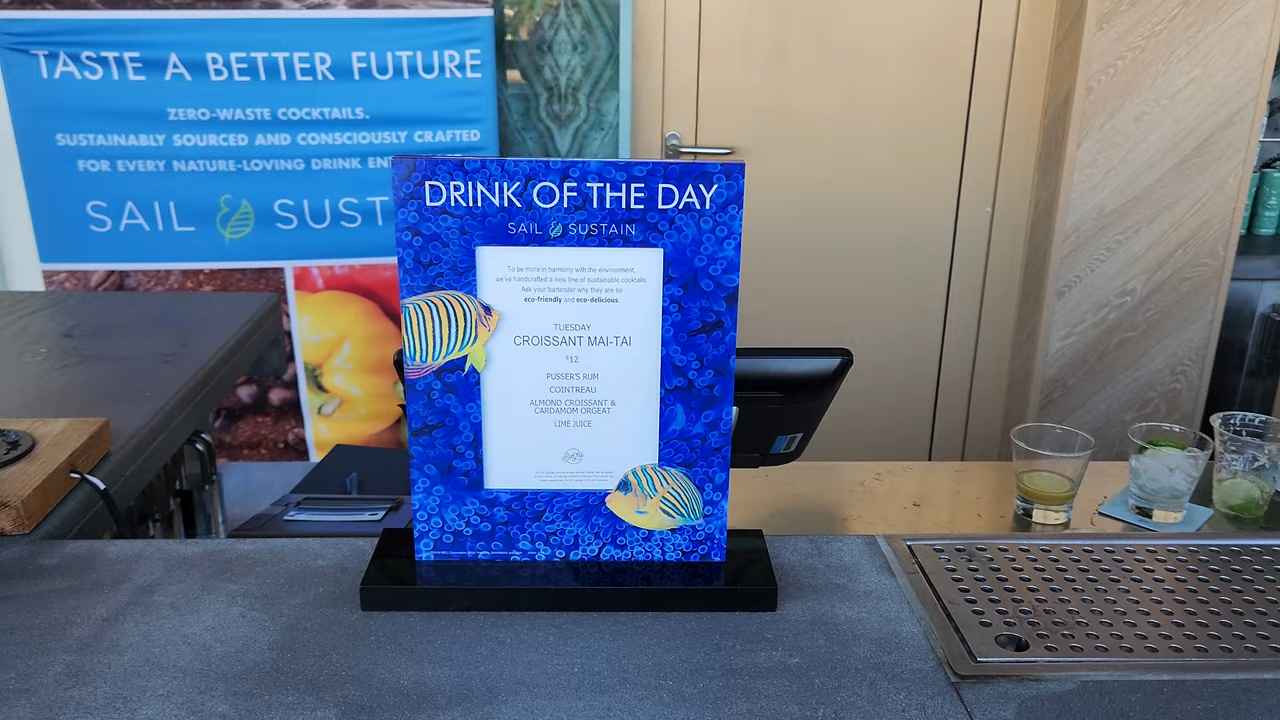 TASTE A BETTER FUTURE
ZERO-WASTE COCKTAILS.
SUSTAINABLY SOURCED AND CONSCIOUSLY CRAFTED
FOR EVERY NATURE-LOVING DRINK EN
SAIL & SUST
DRINK OF THE DAY
SAIL & SUSTAIN
To be more in harmony with the environment,
we've handcrafted a new line of sustainable cocktails.
Ask your bartender why they are so
eco-friendly and eco-delicious.
TUESDAY
CROISSANT MAI-TAI
$12
PUSSER'S RUM
COINTREAU
ALMOND CROISSANT &
CARDAMOM ORGEAT
LIME JUICE